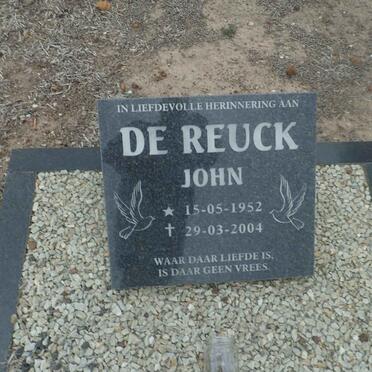 IN LIEFDEVOLLE HERINNERING AAN
DE REUCK
JOHN
★ 15-05-1952
✝ 29-03-2004
WAAR DAAR LIEFDE IS,
IS DAAR GEEN VREES.